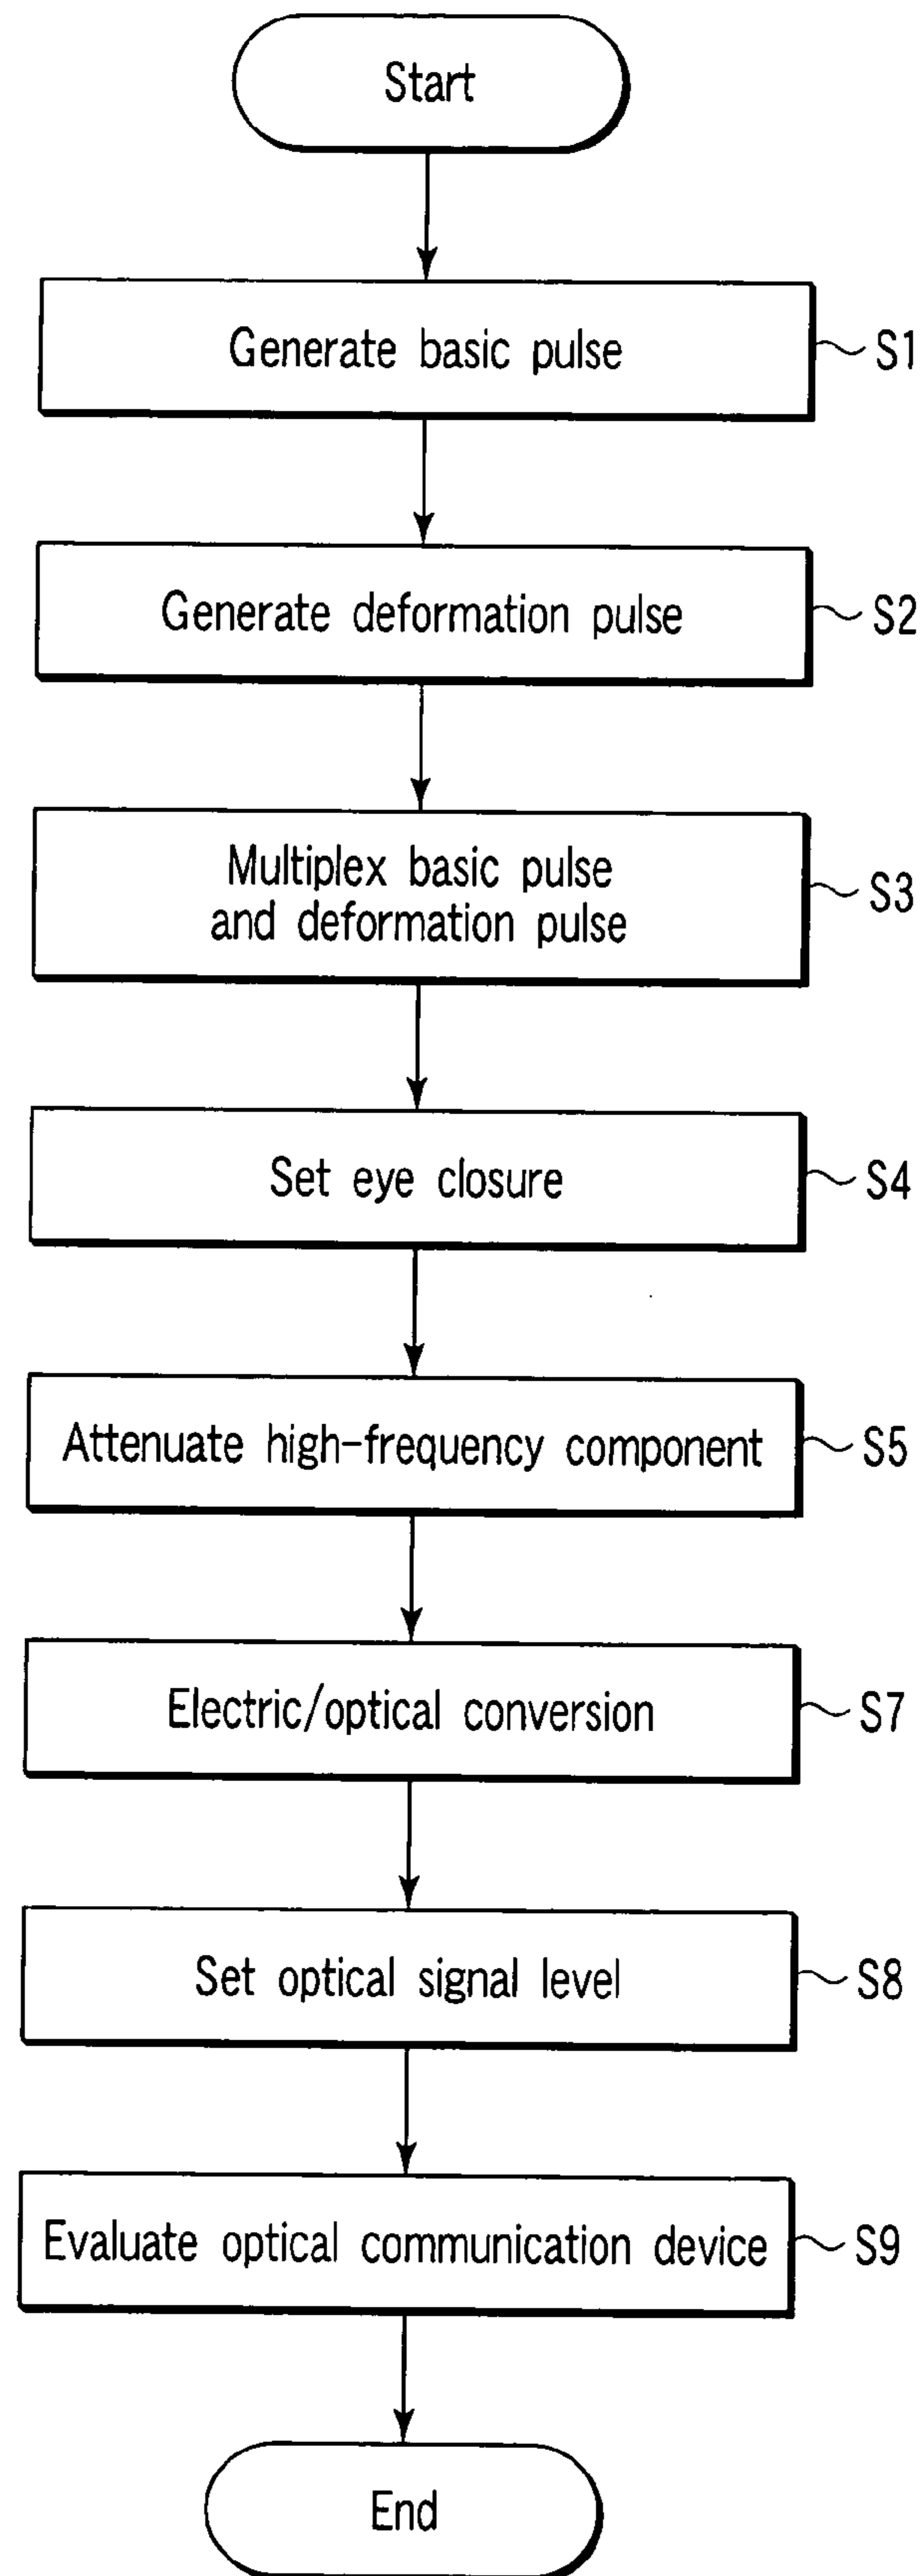 Start
Generate basic pulse
S1
Generate deformation pulse
S2
Multiplex basic pulse
and deformation pulse
S3
Set eye closure
S4
Attenuate high-frequency component
S5
Electric/optical conversion
S7
Set optical signal level
S8
Evaluate optical communication device
S9
End